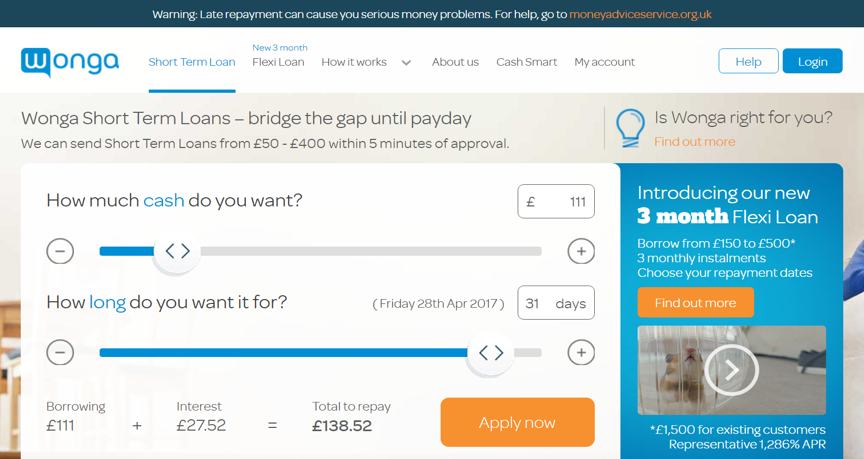 Warning: Late repayment can cause you serious money problems. For help, go to moneyadviceservice.org.uk
wonga
Short Term Loan
New 3 month
Flexi Loan
How it works
About us
Cash Smart
My account
Help
Login
Wonga Short Term Loans – bridge the gap until payday
We can send Short Term Loans from £50 - £400 within 5 minutes of approval.
Is Wonga right for you?
Find out more
How much cash do you want?
£ 111
How long do you want it for?
( Friday 28th Apr 2017 )
31 days
Borrowing
£111
+
Interest
£27.52
=
Total to repay
£138.52
Apply now
Introducing our new
3 month Flexi Loan
Borrow from £150 to £500*
3 monthly instalments
Choose your repayment dates
Find out more
*£1,500 for existing customers
Representative 1,286% APR